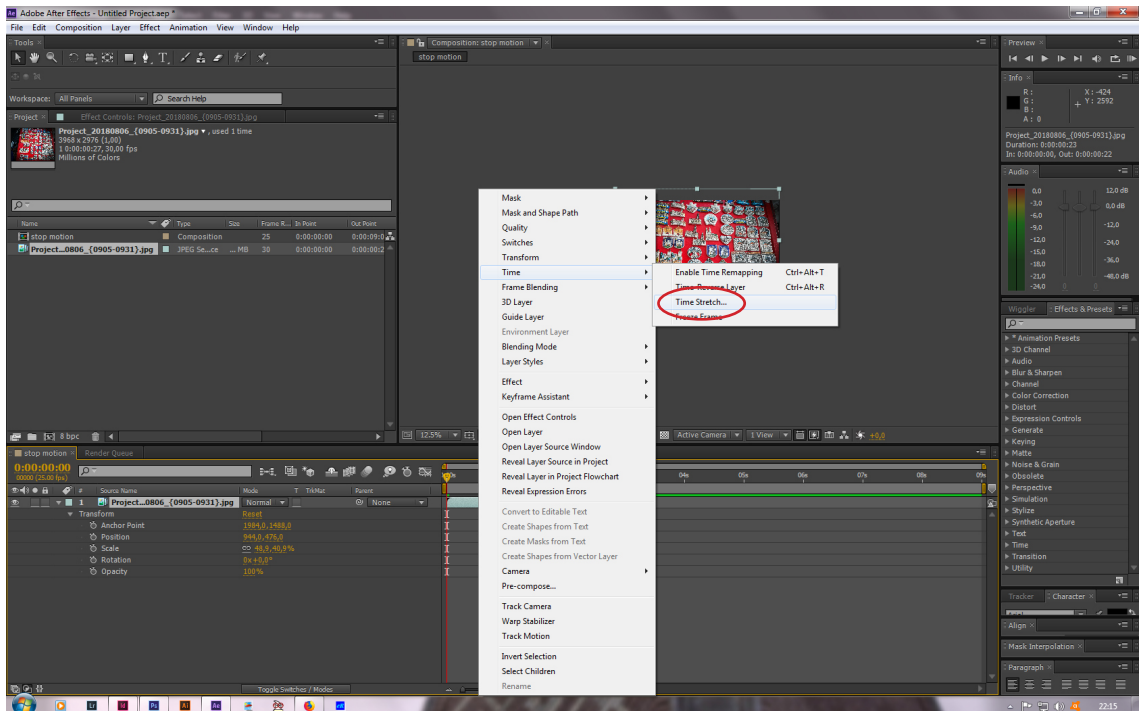 Adobe After Effects - Untitled Project.aep *
File Edit Composition Layer Effect Animation View Window Help
Tools
Workspace: All Panels Search Help
Project Effect Controls: Project_20180806_{0905-0931}.jpg
Project_20180806_{0905-0931}.jpg , used 1 time
3968 x 2976 (1,00)
Δ 0:00:00:27, 30,00 fps
Millions of Colors
Name Type Size Frame R... In Point Out Point
stop motion Composition 25 0:00:00:00 0:00:09:0
Project...0806_{0905-0931}.jpg JPEG Se...ce ... MB 30 0:00:00:00 0:00:00:2
8 bpc
Composition: stop motion
stop motion
12.5% Active Camera 1 View +0,0
Mask
Mask and Shape Path
Quality
Switches
Transform
Time
Frame Blending
3D Layer
Guide Layer
Environment Layer
Blending Mode
Layer Styles
Effect
Keyframe Assistant
Open Effect Controls
Open Layer
Open Layer Source Window
Reveal Layer Source in Project
Reveal Layer in Project Flowchart
Reveal Expression Errors
Convert to Editable Text
Create Shapes from Text
Create Masks from Text
Create Shapes from Vector Layer
Camera
Pre-compose...
Track Camera
Warp Stabilizer
Track Motion
Invert Selection
Select Children
Rename
Enable Time Remapping Ctrl+Alt+T
Time-Reverse Layer Ctrl+Alt+R
Time Stretch...
Freeze Frame
Preview
Info
R : X : -424
G : Y : 2592
B :
A : 0
Project_20180806_{0905-0931}.jpg
Duration: 0:00:00:23
In: 0:00:00:00, Out: 0:00:00:22
Audio
0,0 12,0 dB
-3,0 0,0 dB
-6,0
-9,0 -12,0
-12,0 -24,0
-15,0
-18,0 -36,0
-21,0 -48,0 dB
-24,0 0 0
Wiggler Effects & Presets
* Animation Presets
3D Channel
Audio
Blur & Sharpen
Channel
Color Correction
Distort
Expression Controls
Generate
Keying
Matte
Noise & Grain
Obsolete
Perspective
Simulation
Stylize
Synthetic Aperture
Text
Time
Transition
Utility
Tracker Character
Align
Mask Interpolation
Paragraph
stop motion Render Queue
0:00:00:00
00000 (25.00 fps)
# Source Name Mode T TrkMat Parent
1 Project...0806_{0905-0931}.jpg Normal None
Transform Reset
Anchor Point 1984,0,1488,0
Position 944,0,476,0
Scale 48,9,40,9%
Rotation 0x+0,0°
Opacity 100%
04s 05s 06s 07s 08s 09s
Toggle Switches / Modes
Lr Id Ps Ai Ae
22:15